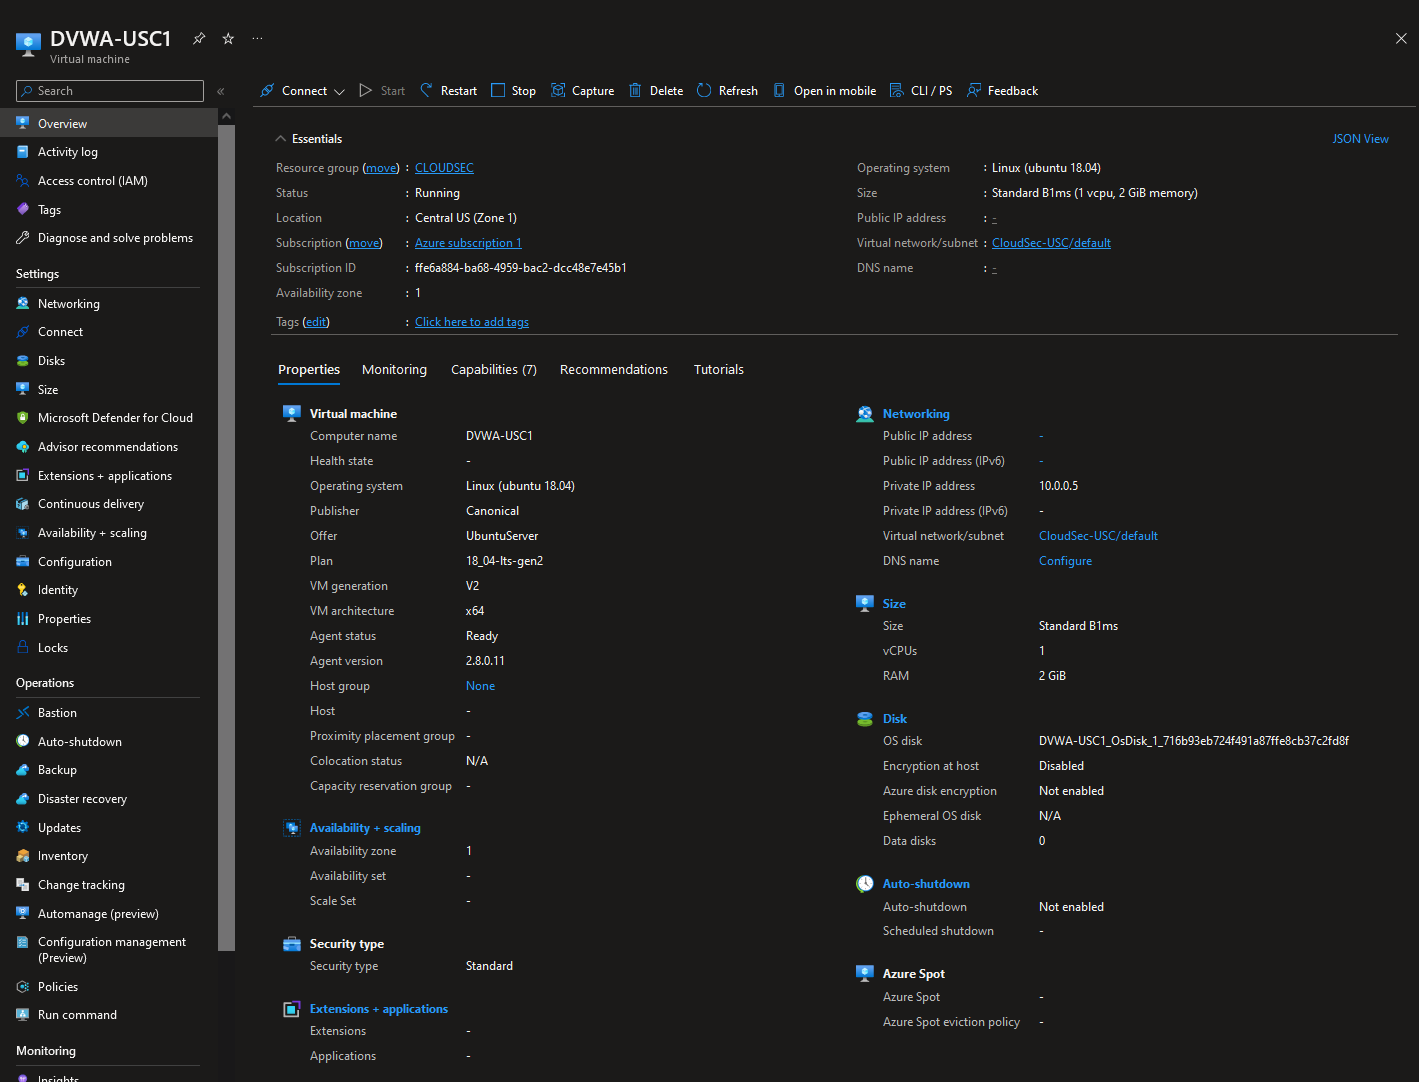 DVWA-USC1
Virtual machine
Search
Overview
Activity log
Access control (IAM)
Tags
Diagnose and solve problems
Settings
Networking
Connect
Disks
Size
Microsoft Defender for Cloud
Advisor recommendations
Extensions + applications
Continuous delivery
Availability + scaling
Configuration
Identity
Properties
Locks
Operations
Bastion
Auto-shutdown
Backup
Disaster recovery
Updates
Inventory
Change tracking
Automanage (preview)
Configuration management
(Preview)
Policies
Run command
Monitoring
Insights
Connect Start Restart Stop Capture Delete Refresh Open in mobile CLI / PS Feedback
Essentials
JSON View
Resource group (move) : CLOUDSEC
Status : Running
Location : Central US (Zone 1)
Subscription (move) : Azure subscription 1
Subscription ID : ffe6a884-ba68-4959-bac2-dcc48e7e45b1
Availability zone : 1
Tags (edit) : Click here to add tags
Operating system : Linux (ubuntu 18.04)
Size : Standard B1ms (1 vcpu, 2 GiB memory)
Public IP address : -
Virtual network/subnet : CloudSec-USC/default
DNS name : -
Properties Monitoring Capabilities (7) Recommendations Tutorials
Virtual machine
Computer name DVWA-USC1
Health state -
Operating system Linux (ubuntu 18.04)
Publisher Canonical
Offer UbuntuServer
Plan 18_04-lts-gen2
VM generation V2
VM architecture x64
Agent status Ready
Agent version 2.8.0.11
Host group None
Host -
Proximity placement group -
Colocation status N/A
Capacity reservation group -
Availability + scaling
Availability zone 1
Availability set -
Scale Set -
Security type
Security type Standard
Extensions + applications
Extensions -
Applications -
Networking
Public IP address -
Public IP address (IPv6) -
Private IP address 10.0.0.5
Private IP address (IPv6) -
Virtual network/subnet CloudSec-USC/default
DNS name Configure
Size
Size Standard B1ms
vCPUs 1
RAM 2 GiB
Disk
OS disk DVWA-USC1_OsDisk_1_716b93eb724f491a87ffe8cb37c2fd8f
Encryption at host Disabled
Azure disk encryption Not enabled
Ephemeral OS disk N/A
Data disks 0
Auto-shutdown
Auto-shutdown Not enabled
Scheduled shutdown -
Azure Spot
Azure Spot -
Azure Spot eviction policy -